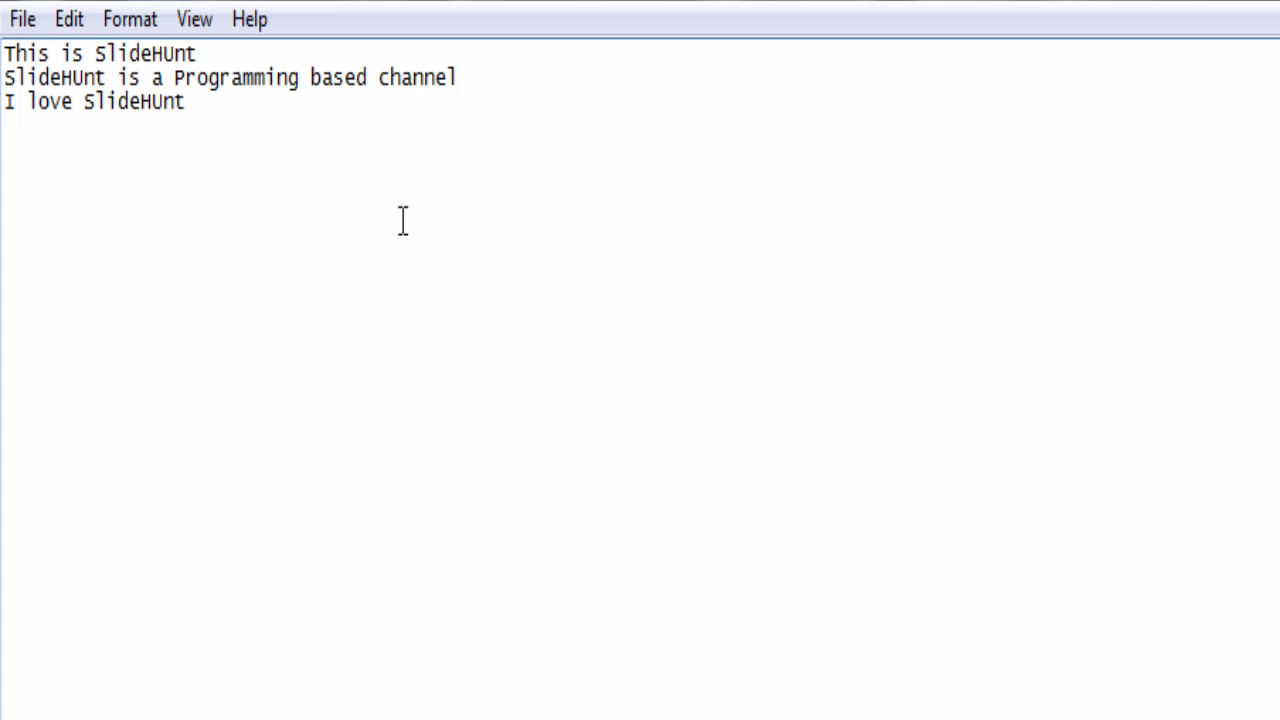 File Edit Format View Help
This is SlideHUnt
SlideHUnt is a Programming based channel
I love SlideHUnt